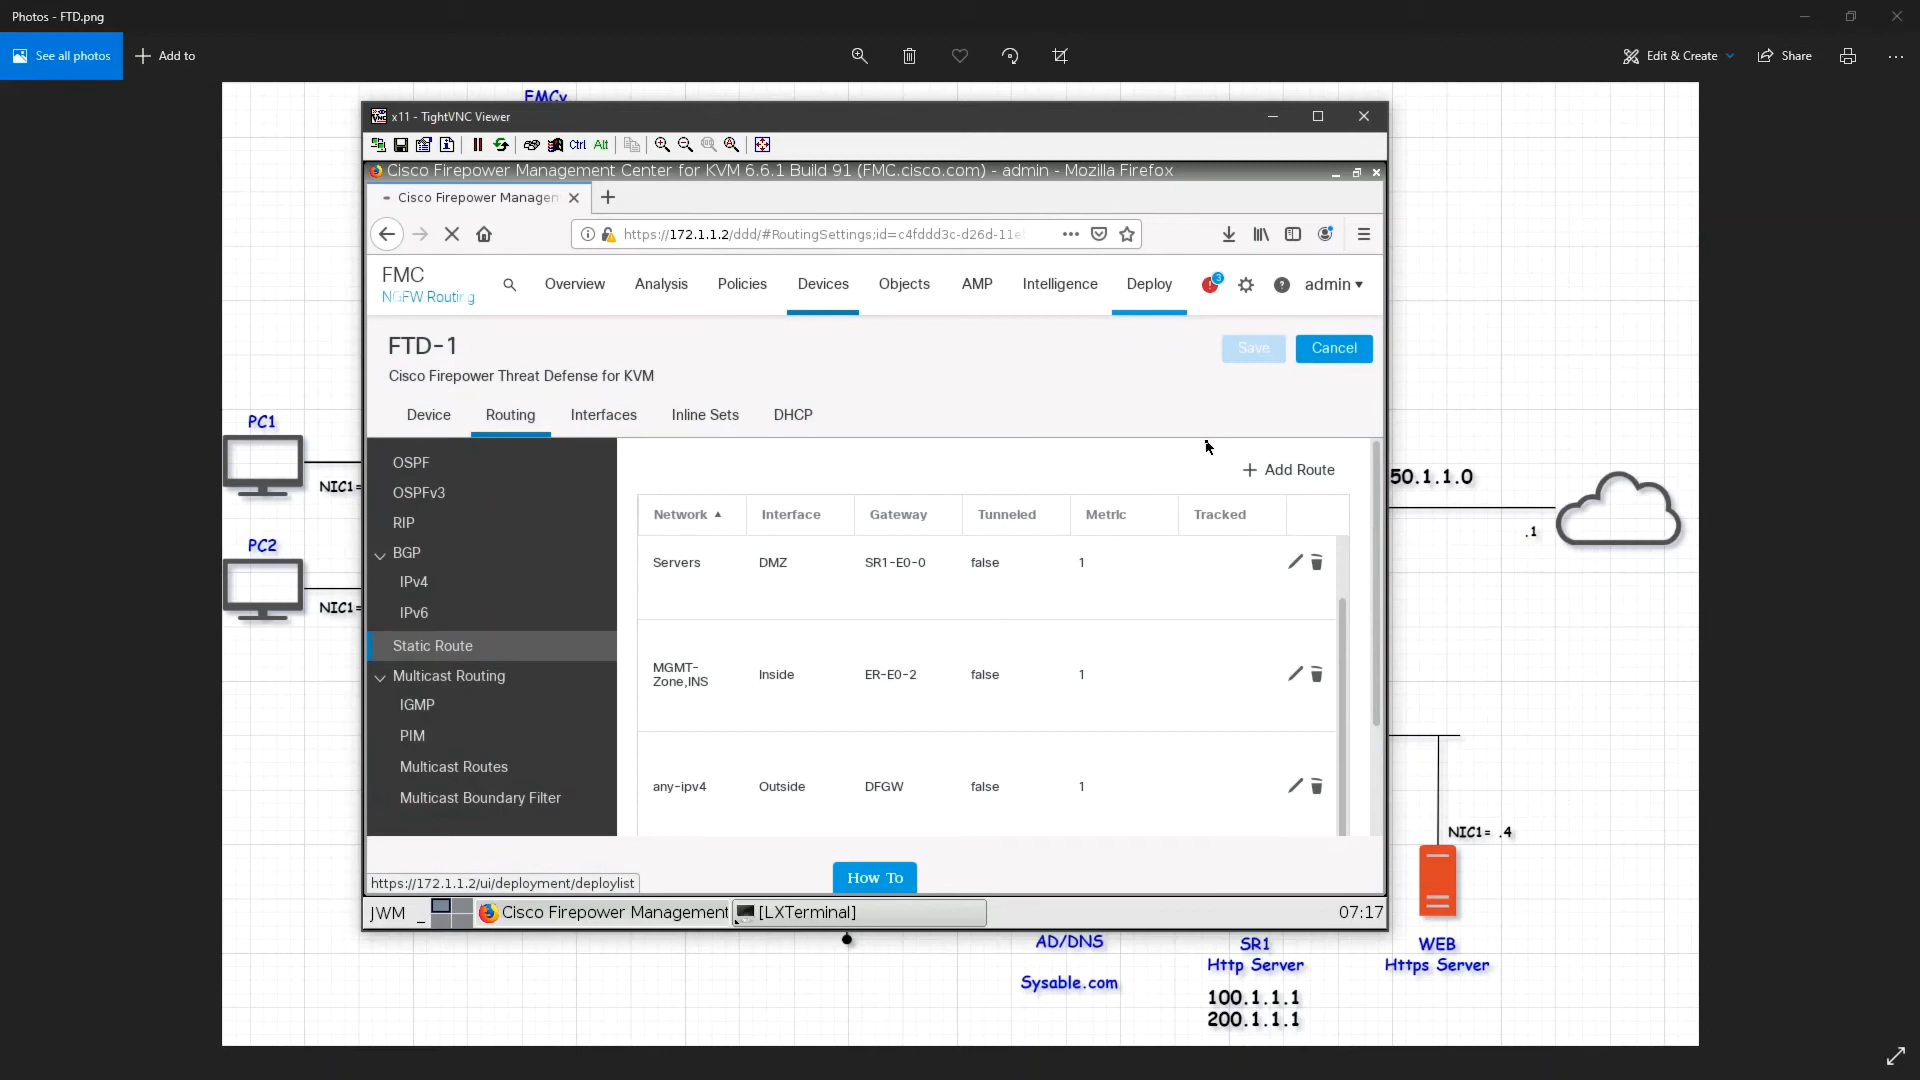 Photos - FTD.png
See all photos
Add to
Edit & Create
Share
FMCv
x11 - TightVNC Viewer
Ctrl Alt
Cisco Firepower Management Center for KVM 6.6.1 Build 91 (FMC.cisco.com) - admin - Mozilla Firefox
Cisco Firepower Managen
https://172.1.1.2/ddd/#RoutingSettings;id=c4fddd3c-d26d-11e
FMC
NGFW Routing
Overview
Analysis
Policies
Devices
Objects
AMP
Intelligence
Deploy
3
admin
FTD-1
Save
Cancel
Cisco Firepower Threat Defense for KVM
Device
Routing
Interfaces
Inline Sets
DHCP
OSPF
OSPFv3
RIP
BGP
IPv4
IPv6
Static Route
Multicast Routing
IGMP
PIM
Multicast Routes
Multicast Boundary Filter
+ Add Route
Network Interface Gateway Tunneled Metric Tracked
Servers DMZ SR1-E0-0 false 1
MGMT-
Zone,INS Inside ER-E0-2 false 1
any-ipv4 Outside DFGW false 1
How To
https://172.1.1.2/ui/deployment/deploylist
JWM _
Cisco Firepower Management
[LXTerminal]
07:17
PC1
NIC1=
PC2
NIC1=
50.1.1.0
.1
NIC1= .4
AD/DNS
Sysable.com
SR1
Http Server
100.1.1.1
200.1.1.1
WEB
Https Server